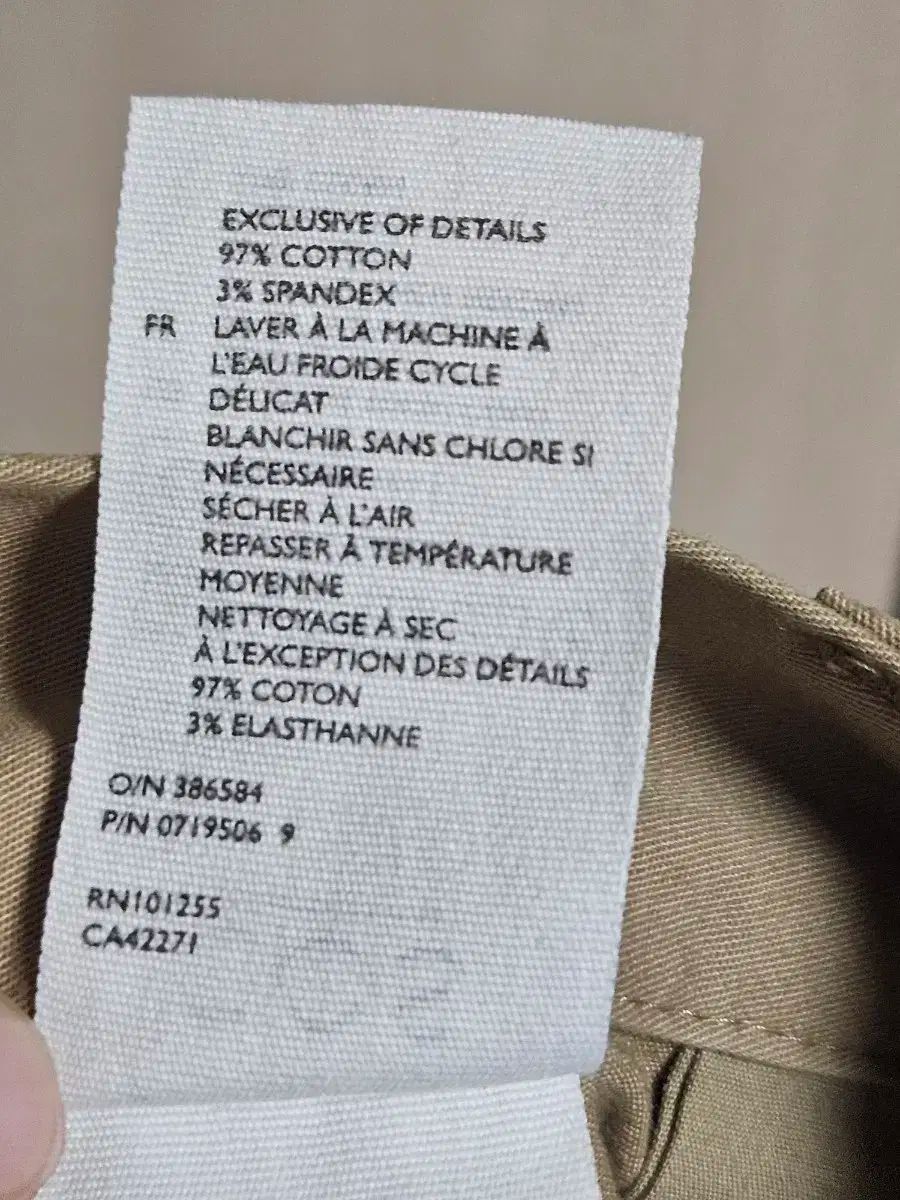 EXCLUSIVE OF DETAILS
97% COTTON
3% SPANDEX
FR LAVER À LA MACHINE À
L'EAU FROIDE CYCLE
DÉLICAT
BLANCHIR SANS CHLORE SI
NÉCESSAIRE
SÉCHER À L'AIR
REPASSER À TEMPÉRATURE
MOYENNE
NETTOYAGE À SEC
À L'EXCEPTION DES DÉTAILS
97% COTON
3% ELASTHANNE
O/N 386584
P/N 0719506 9
RN101255
CA42271